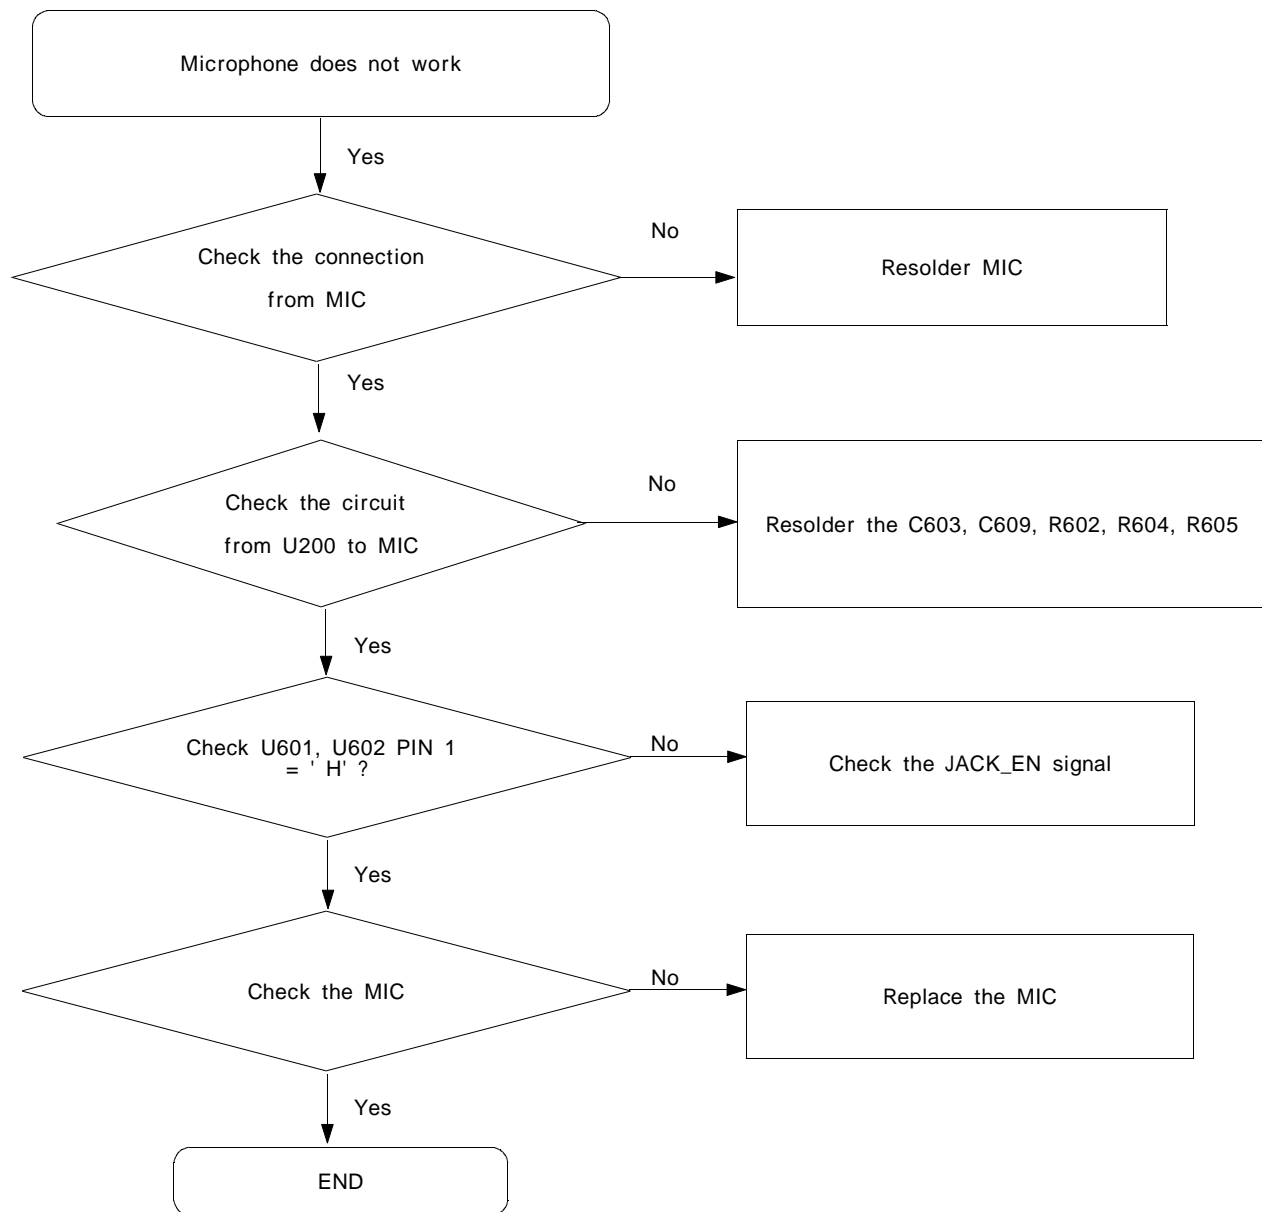 Microphone does not work
Yes
Check the connection
from MIC
No
Resolder MIC
Yes
Check the circuit
from U200 to MIC
No
Resolder the C603, C609, R602, R604, R605
Yes
Check U601, U602 PIN 1
= ' H' ?
No
Check the JACK_EN signal
Yes
Check the MIC
No
Replace the MIC
Yes
END